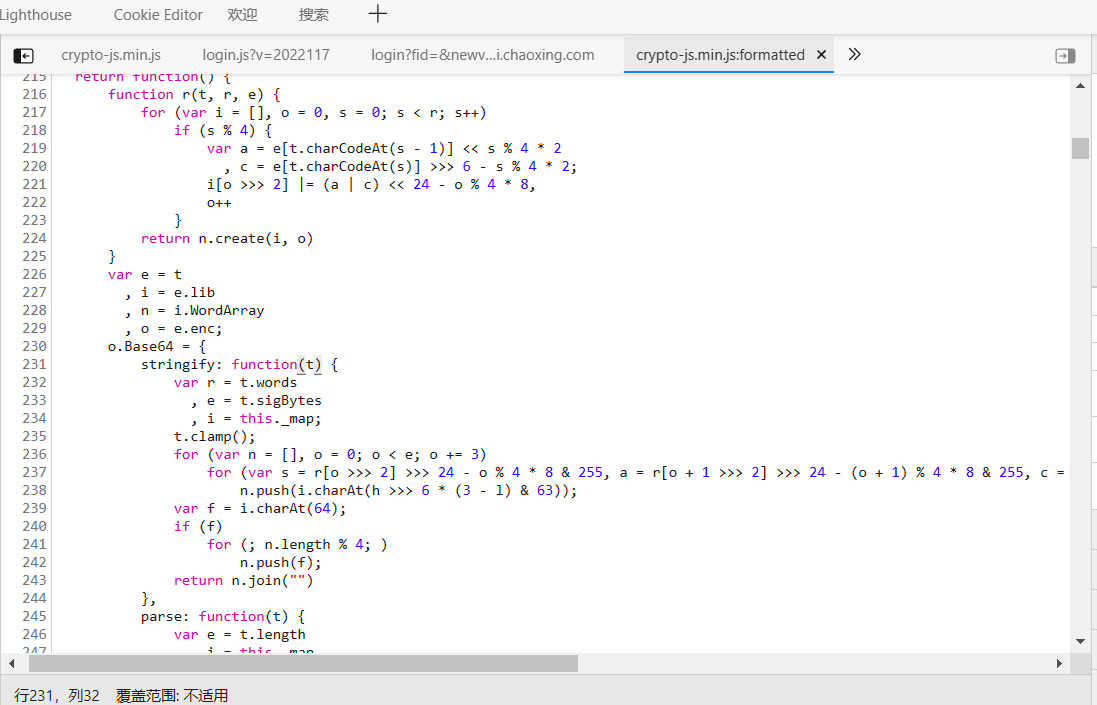 Lighthouse Cookie Editor 欢迎 搜索
crypto-js.min.js login.js?v=2022117 login?fid=&newv...i.chaoxing.com crypto-js.min.js:formatted
215 return function() {
216 function r(t, r, e) {
217 for (var i = [], o = 0, s = 0; s < r; s++)
218 if (s % 4) {
219 var a = e[t.charCodeAt(s - 1)] << s % 4 * 2
220 , c = e[t.charCodeAt(s)] >>> 6 - s % 4 * 2;
221 i[o >>> 2] |= (a | c) << 24 - o % 4 * 8,
222 o++
223 }
224 return n.create(i, o)
225 }
226 var e = t
227 , i = e.lib
228 , n = i.WordArray
229 , o = e.enc;
230 o.Base64 = {
231 stringify: function(t) {
232 var r = t.words
233 , e = t.sigBytes
234 , i = this._map;
235 t.clamp();
236 for (var n = [], o = 0; o < e; o += 3)
237 for (var s = r[o >>> 2] >>> 24 - o % 4 * 8 & 255, a = r[o + 1 >>> 2] >>> 24 - (o + 1) % 4 * 8 & 255, c =
238 n.push(i.charAt(h >>> 6 * (3 - l) & 63));
239 var f = i.charAt(64);
240 if (f)
241 for (; n.length % 4; )
242 n.push(f);
243 return n.join("")
244 },
245 parse: function(t) {
246 var e = t.length
247 i = this._map
行231，列32 覆盖范围: 不适用